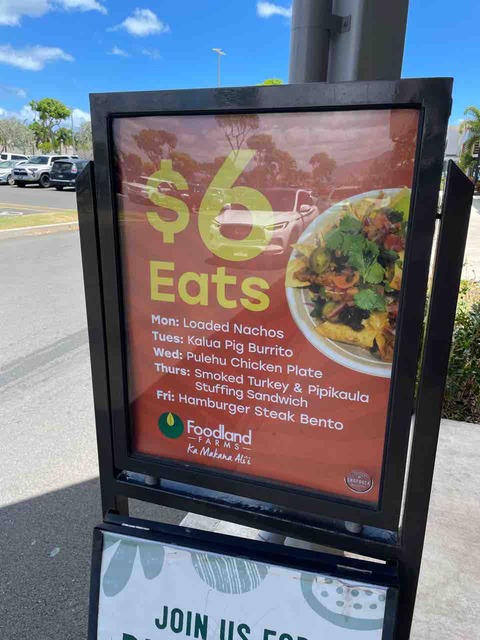 $6
Eats
Mon: Loaded Nachos
Tues: Kalua Pig Burrito
Wed: Pulehu Chicken Plate
Thurs: Smoked Turkey & Pipikaula
Stuffing Sandwich
Fri: Hamburger Steak Bento
Foodland
FARMS
Ka Makana Ali'i
JOIN US FOR